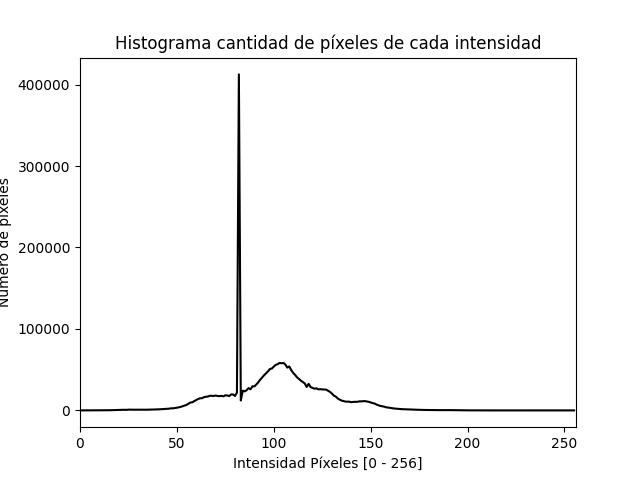 Histograma cantidad de píxeles de cada intensidad
400000
300000
200000
100000
0
Número de píxeles
0 50 100 150 200 250
Intensidad Píxeles [0 - 256]